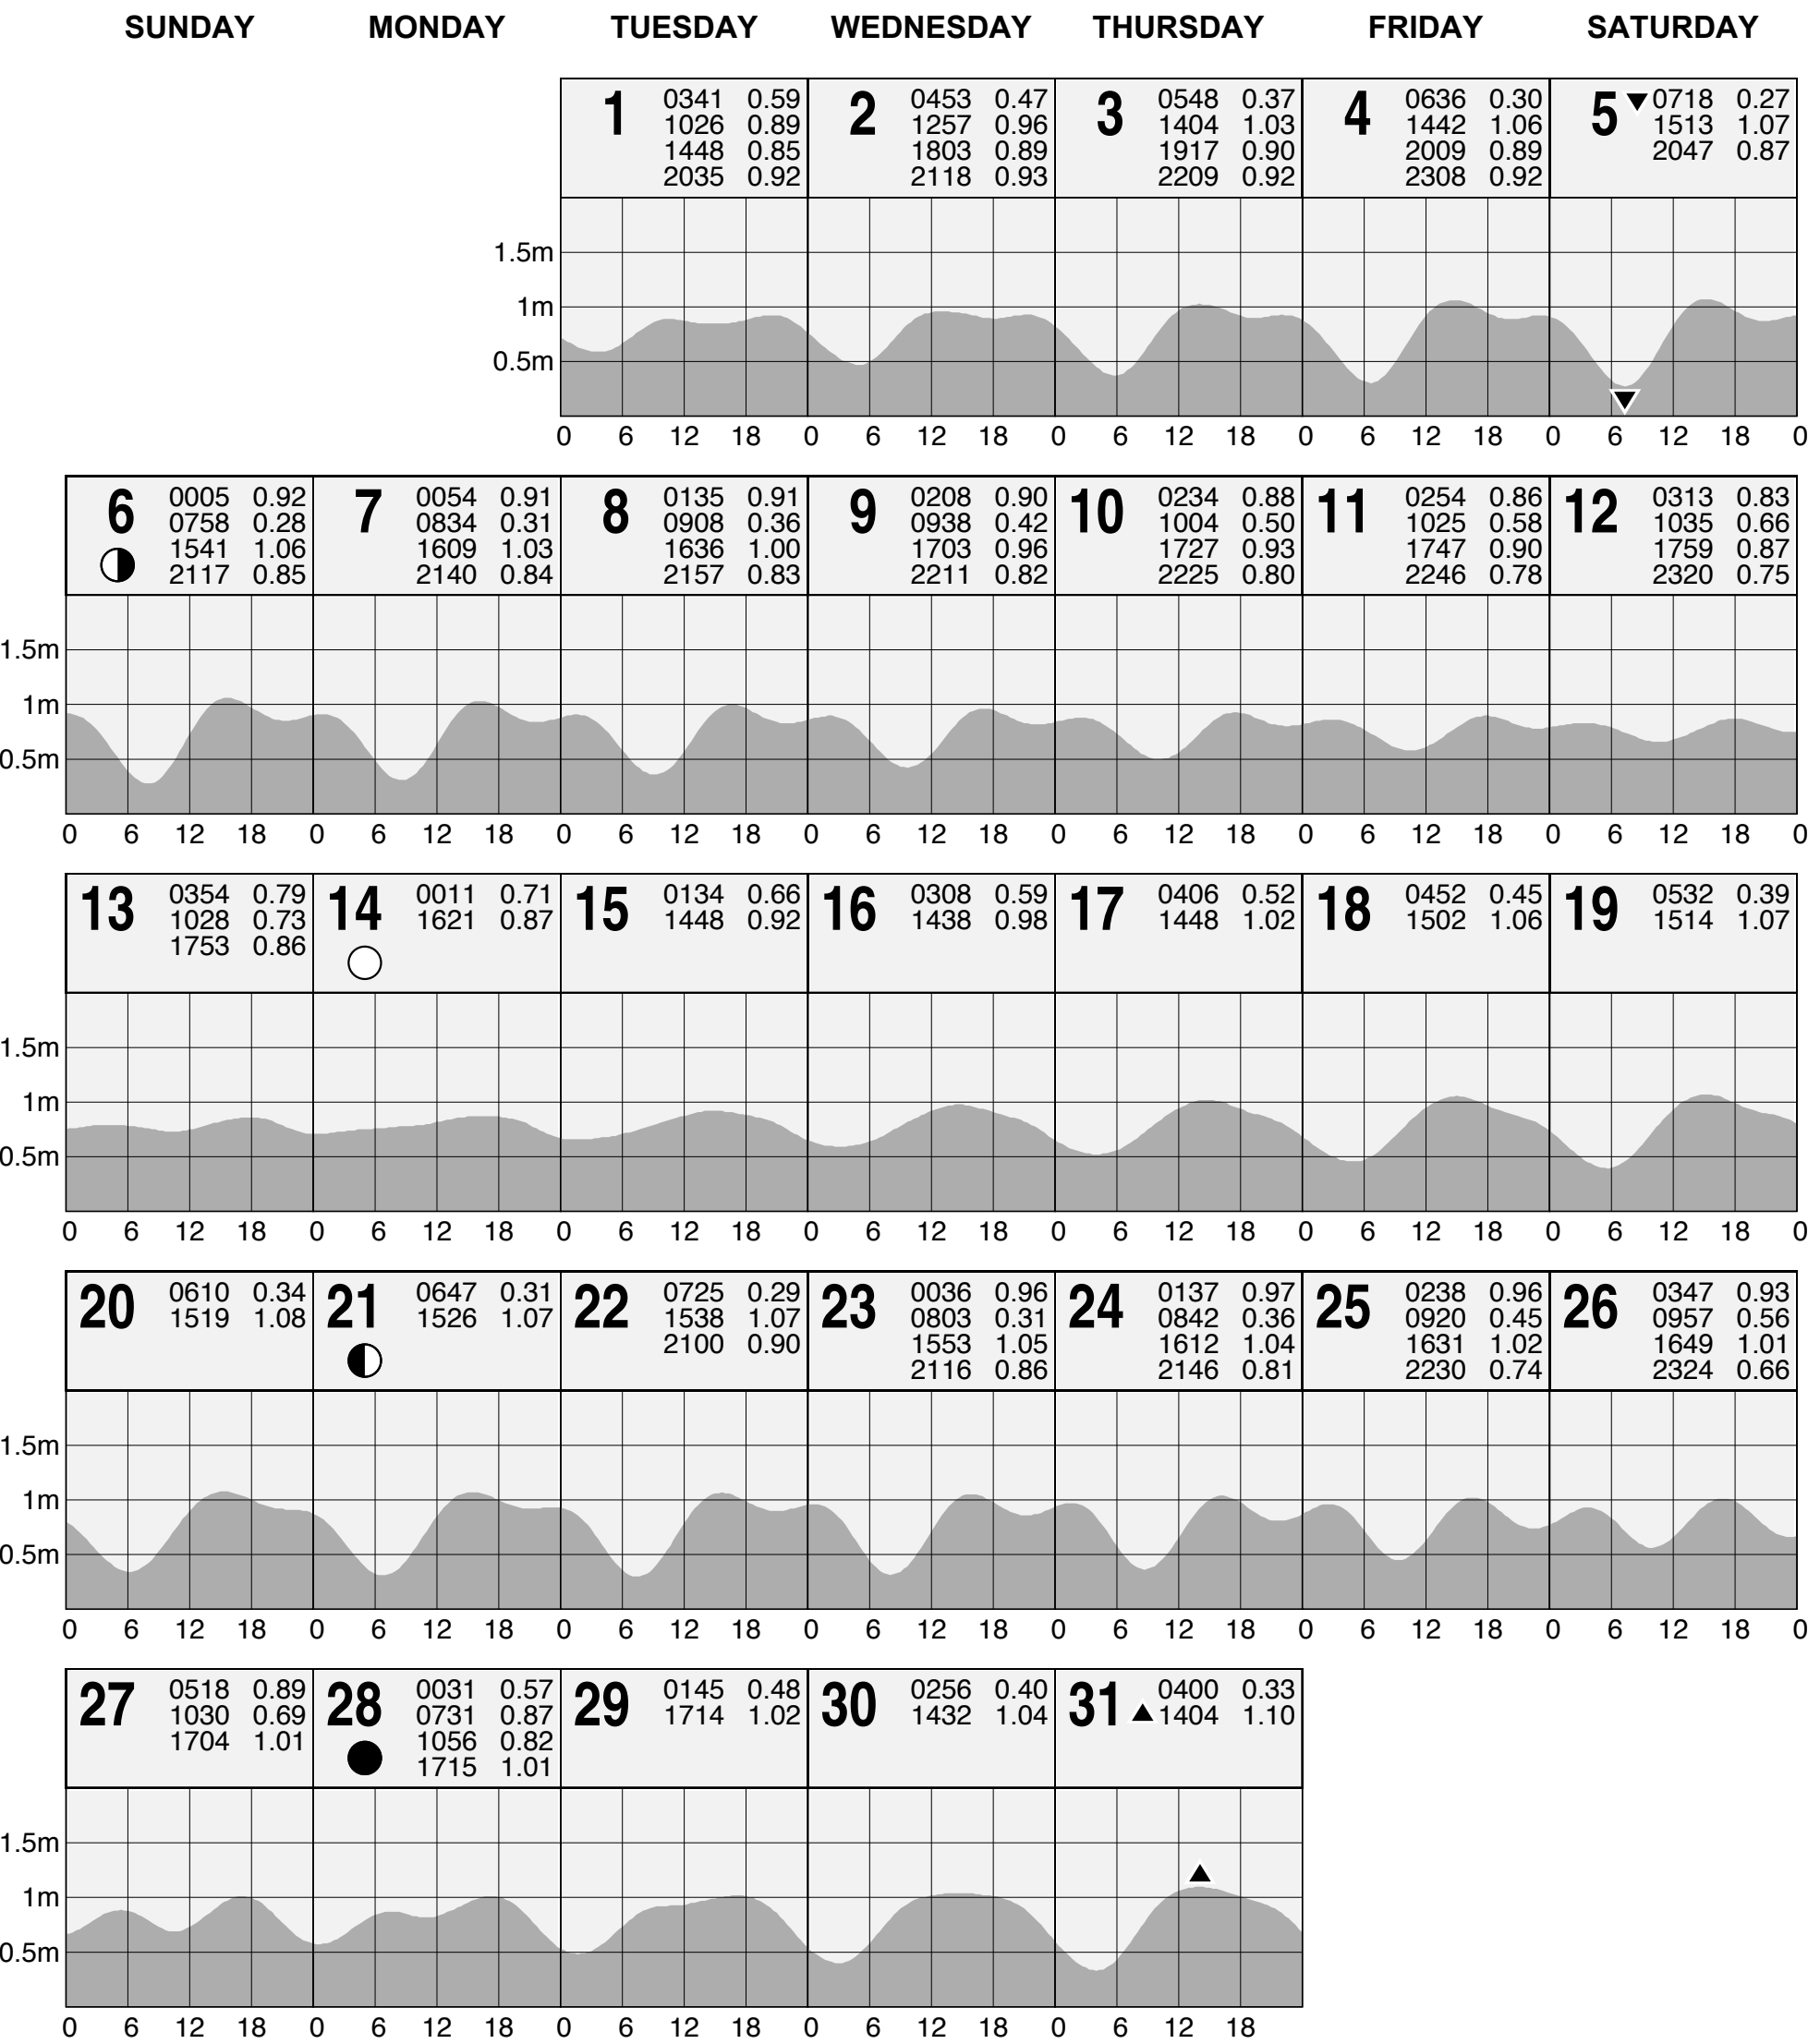 SUNDAY MONDAY TUESDAY WEDNESDAY THURSDAY FRIDAY SATURDAY
1 0341 0.59
1026 0.89
1448 0.85
2035 0.92
2 0453 0.47
1257 0.96
1803 0.89
2118 0.93
3 0548 0.37
1404 1.03
1917 0.90
2209 0.92
4 0636 0.30
1442 1.06
2009 0.89
2308 0.92
5 0718 0.27
1513 1.07
2047 0.87
1.5m
1m
0.5m
0 6 12 18 0 6 12 18 0 6 12 18 0 6 12 18 0 6 12 18 0
6 0005 0.92
0758 0.28
1541 1.06
2117 0.85
7 0054 0.91
0834 0.31
1609 1.03
2140 0.84
8 0135 0.91
0908 0.36
1636 1.00
2157 0.83
9 0208 0.90
0938 0.42
1703 0.96
2211 0.82
10 0234 0.88
1004 0.50
1727 0.93
2225 0.80
11 0254 0.86
1025 0.58
1747 0.90
2246 0.78
12 0313 0.83
1035 0.66
1759 0.87
2320 0.75
1.5m
1m
0.5m
0 6 12 18 0 6 12 18 0 6 12 18 0 6 12 18 0 6 12 18 0 6 12 18 0 6 12 18 0
13 0354 0.79
1028 0.73
1753 0.86
14 0011 0.71
1621 0.87
15 0134 0.66
1448 0.92
16 0308 0.59
1438 0.98
17 0406 0.52
1448 1.02
18 0452 0.45
1502 1.06
19 0532 0.39
1514 1.07
1.5m
1m
0.5m
0 6 12 18 0 6 12 18 0 6 12 18 0 6 12 18 0 6 12 18 0 6 12 18 0 6 12 18 0
20 0610 0.34
1519 1.08
21 0647 0.31
1526 1.07
22 0725 0.29
1538 1.07
2100 0.90
23 0036 0.96
0803 0.31
1553 1.05
2116 0.86
24 0137 0.97
0842 0.36
1612 1.04
2146 0.81
25 0238 0.96
0920 0.45
1631 1.02
2230 0.74
26 0347 0.93
0957 0.56
1649 1.01
2324 0.66
1.5m
1m
0.5m
0 6 12 18 0 6 12 18 0 6 12 18 0 6 12 18 0 6 12 18 0 6 12 18 0 6 12 18 0
27 0518 0.89
1030 0.69
1704 1.01
28 0031 0.57
0731 0.87
1056 0.82
1715 1.01
29 0145 0.48
1714 1.02
30 0256 0.40
1432 1.04
31 0400 0.33
1404 1.10
1.5m
1m
0.5m
0 6 12 18 0 6 12 18 0 6 12 18 0 6 12 18 0 6 12 18